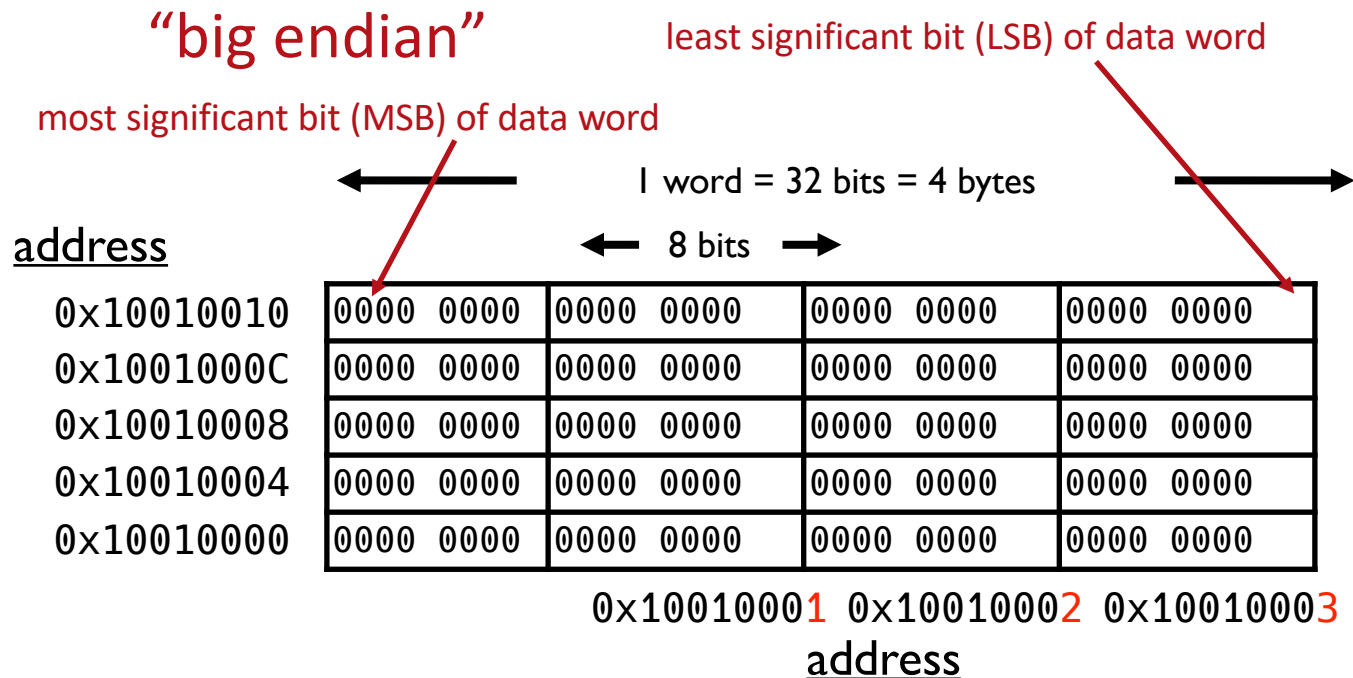 “big endian”
least significant bit (LSB) of data word
most significant bit (MSB) of data word
1 word = 32 bits = 4 bytes
address
8 bits
0x10010010 0000 0000 0000 0000 0000 0000 0000 0000
0x1001000C 0000 0000 0000 0000 0000 0000 0000 0000
0x10010008 0000 0000 0000 0000 0000 0000 0000 0000
0x10010004 0000 0000 0000 0000 0000 0000 0000 0000
0x10010000 0000 0000 0000 0000 0000 0000 0000 0000
0x10010001 0x10010002 0x10010003
address